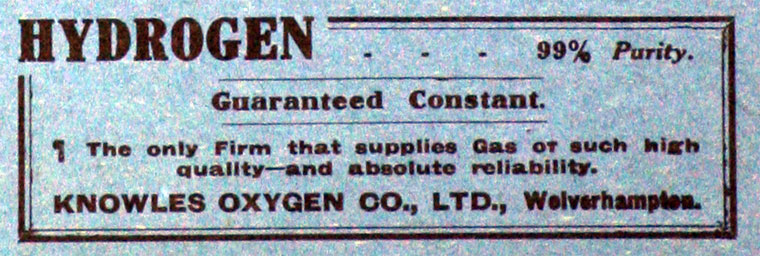 HYDROGEN - - - 99% Purity.
Guaranteed Constant.
¶ The only Firm that supplies Gas of such high
quality—and absolute reliability.
KNOWLES OXYGEN CO., LTD., Wolverhampton.